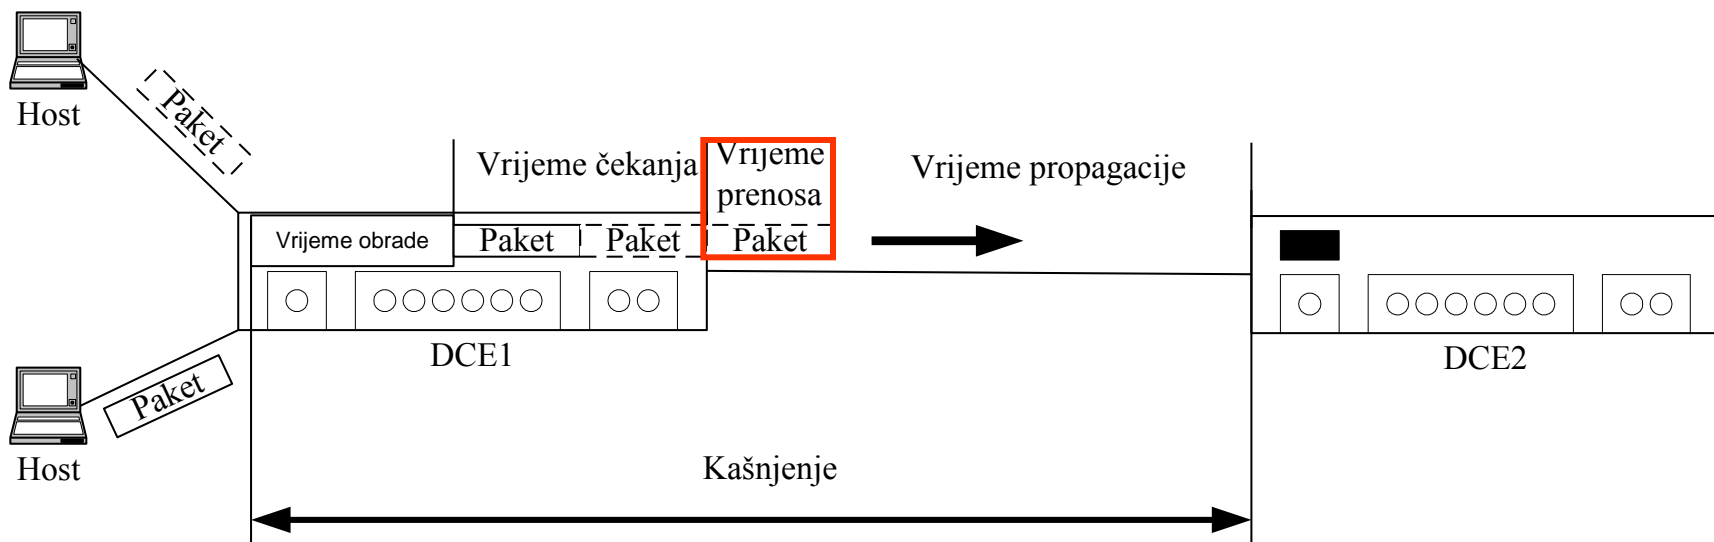 Host
Paket
Vrijeme čekanja
Vrijeme
prenosa
Vrijeme propagacije
Vrijeme obrade
Paket
Paket
Paket
DCE1
DCE2
Paket
Host
Kašnjenje